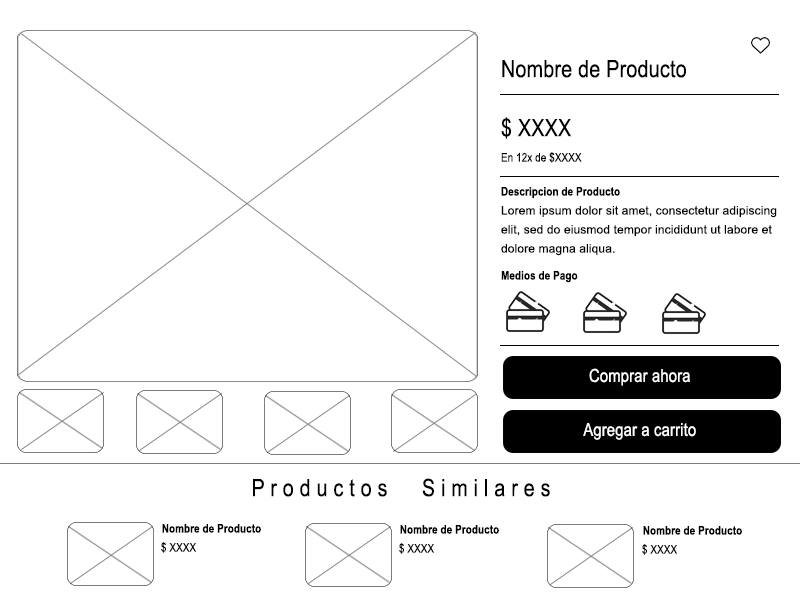 Nombre de Producto
$ XXXX
En 12x de $XXXX
Descripcion de Producto
Lorem ipsum dolor sit amet, consectetur adipiscing
elit, sed do eiusmod tempor incididunt ut labore et
dolore magna aliqua.
Medios de Pago
Comprar ahora
Agregar a carrito
Productos Similares
Nombre de Producto
$ XXXX
Nombre de Producto
$ XXXX
Nombre de Producto
$ XXXX